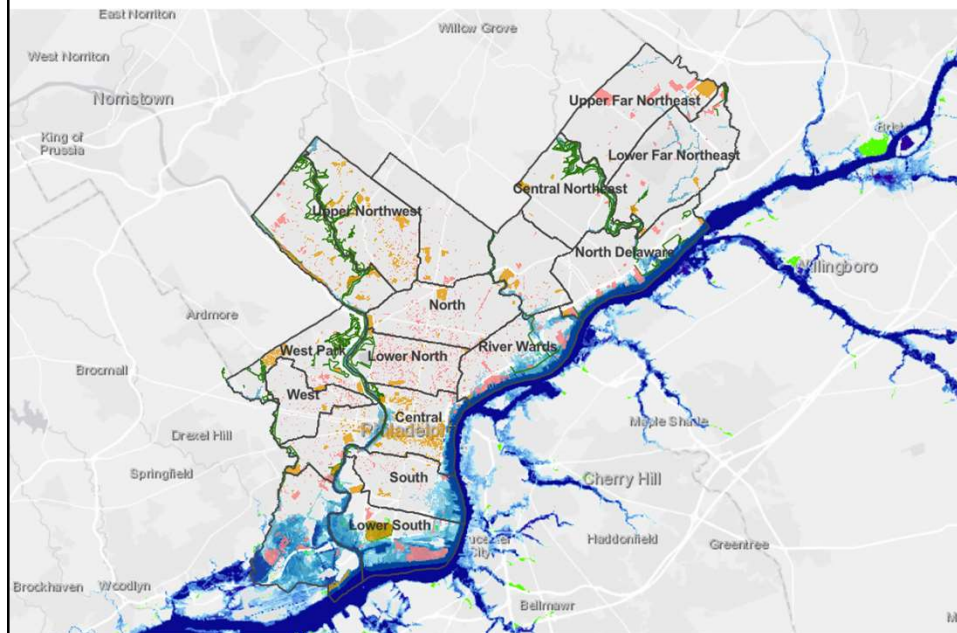 East Norriton
Willow Grove
West Norriton
Norristown
King of
Prussia
Upper Far Northeast
Lower Far Northeast
Central Northeast
Upper Northwest
North Delaware
Willingboro
North
Ardmore
River Wards
West Park
Lower North
Broomall
West
Central
Maple Shade
Drexel Hill
Springfield
South
Cherry Hill
Lower South
City
Haddonfield
Greentree
Brockhaven
Woodlyn
Bellmawr